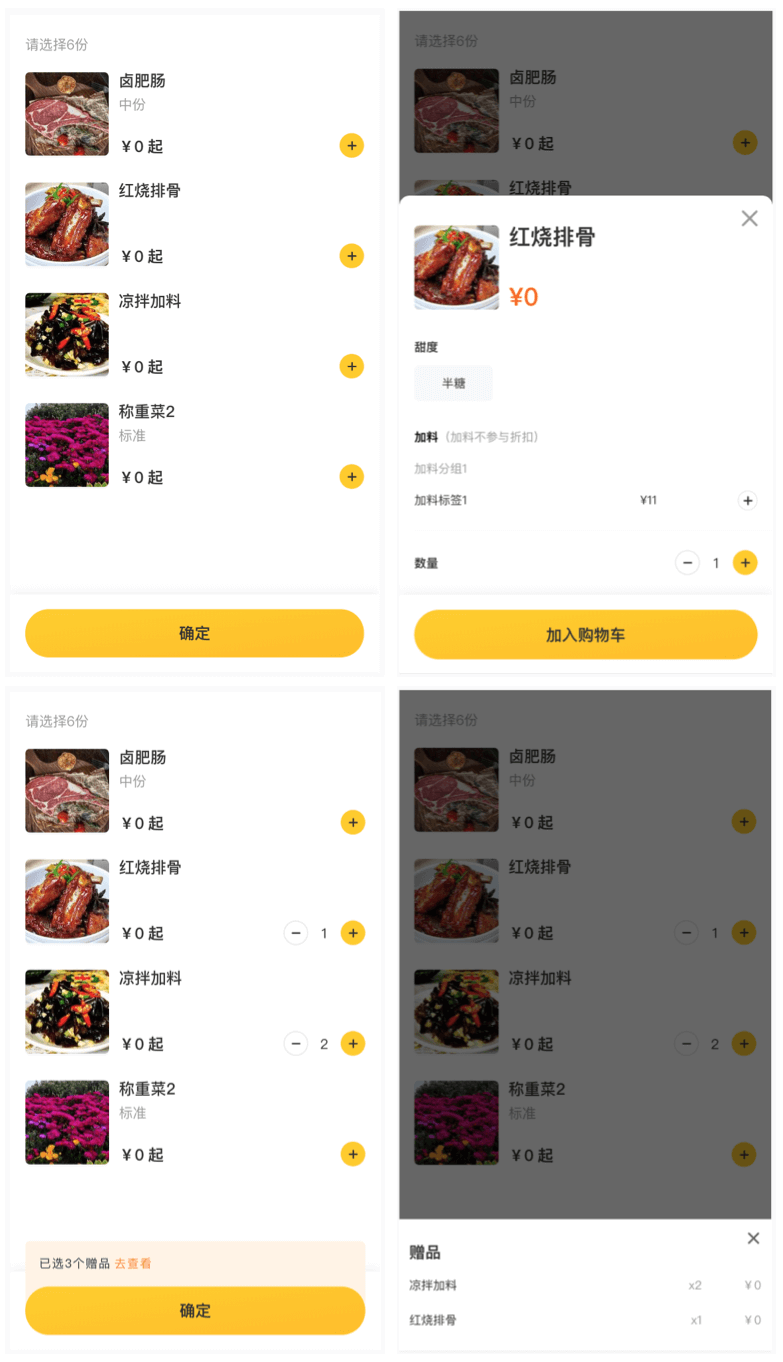 请选择6份
卤肥肠
中份
￥0 起
红烧排骨
￥0 起
凉拌加料
￥0 起
称重菜2
标准
￥0 起
确定
请选择6份
卤肥肠
中份
￥0 起
红烧排骨
红烧排骨
¥0
甜度
半糖
加料（加料不参与折扣）
加料分组1
加料标签1 ¥11
数量 1
加入购物车
请选择6份
卤肥肠
中份
￥0 起
红烧排骨
￥0 起 1
凉拌加料
￥0 起 2
称重菜2
标准
￥0 起
已选3个赠品 去查看
确定
请选择6份
卤肥肠
中份
￥0 起
红烧排骨
￥0 起 1
凉拌加料
￥0 起 2
称重菜2
标准
￥0 起
赠品
凉拌加料 x2 ￥0
红烧排骨 x1 ￥0